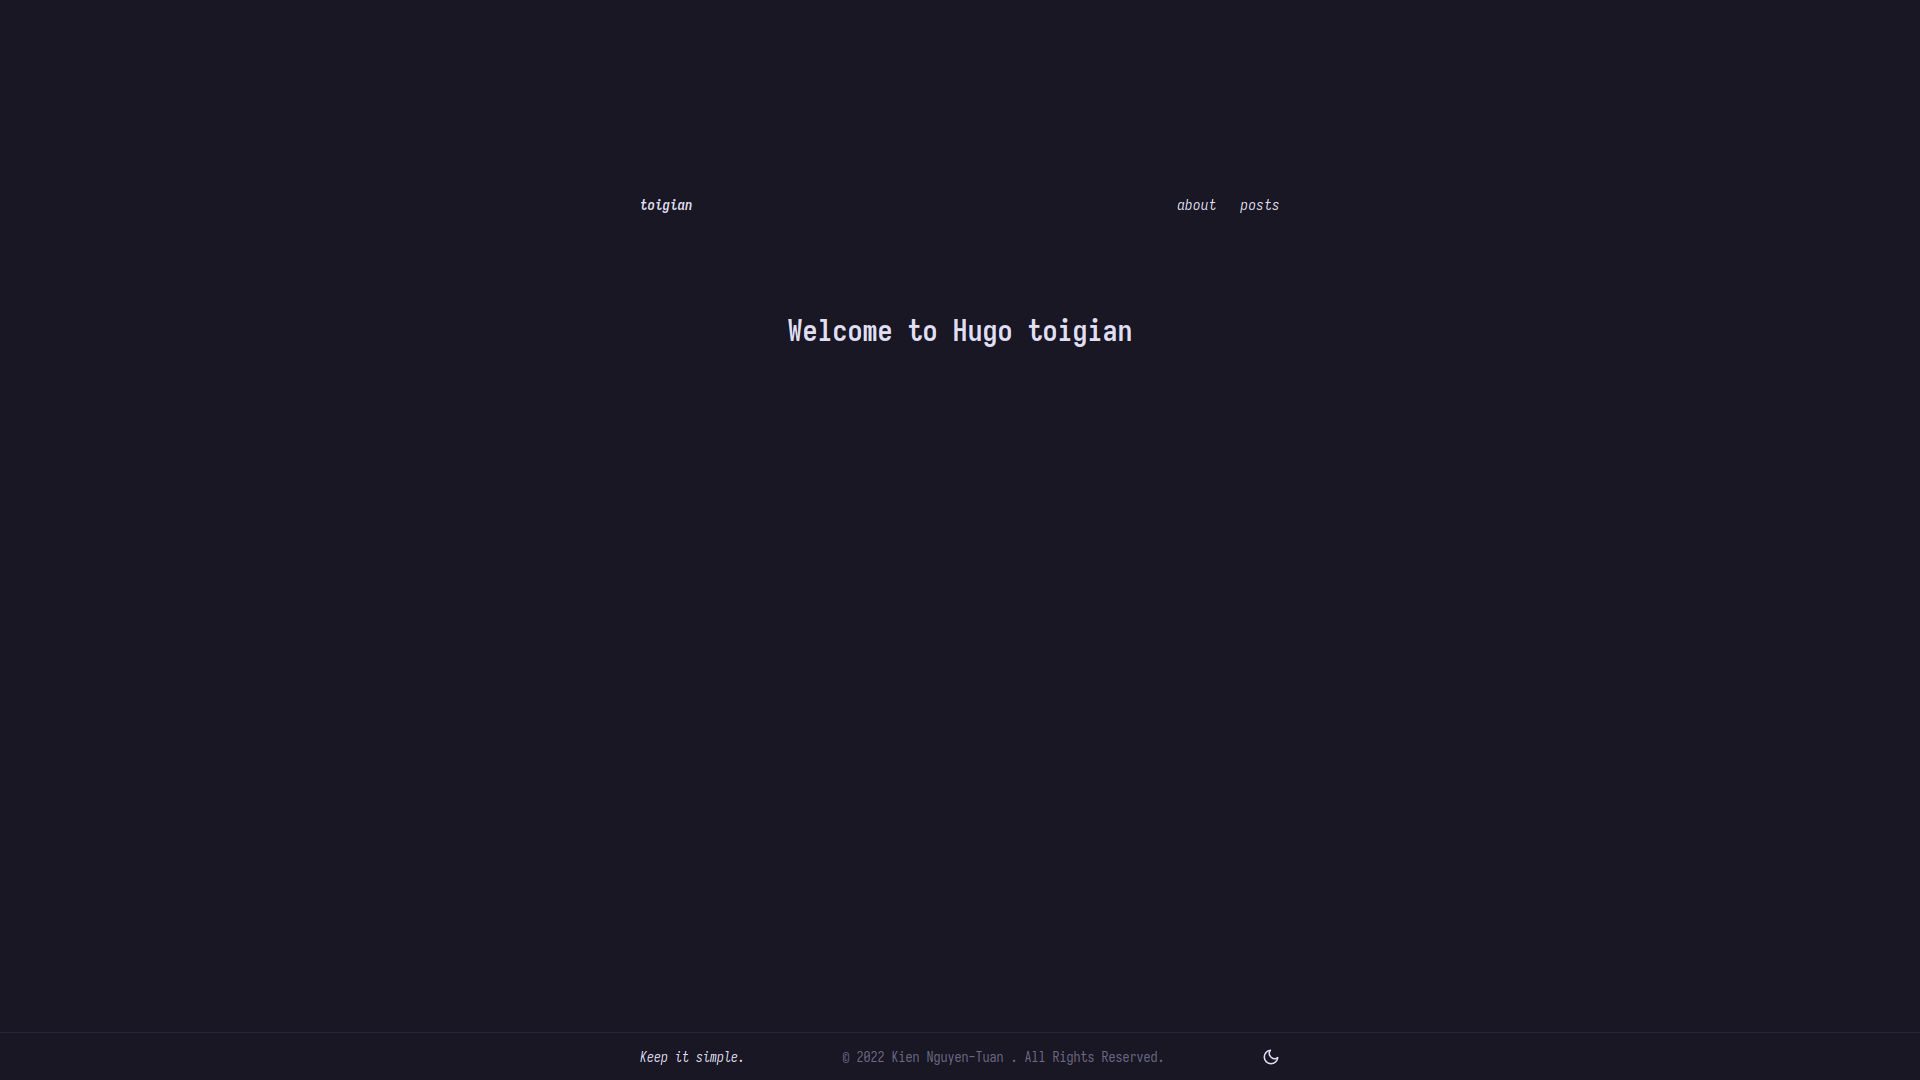 toigian
about posts
Welcome to Hugo toigian
Keep it simple.
© 2022 Kien Nguyen-Tuan . All Rights Reserved.